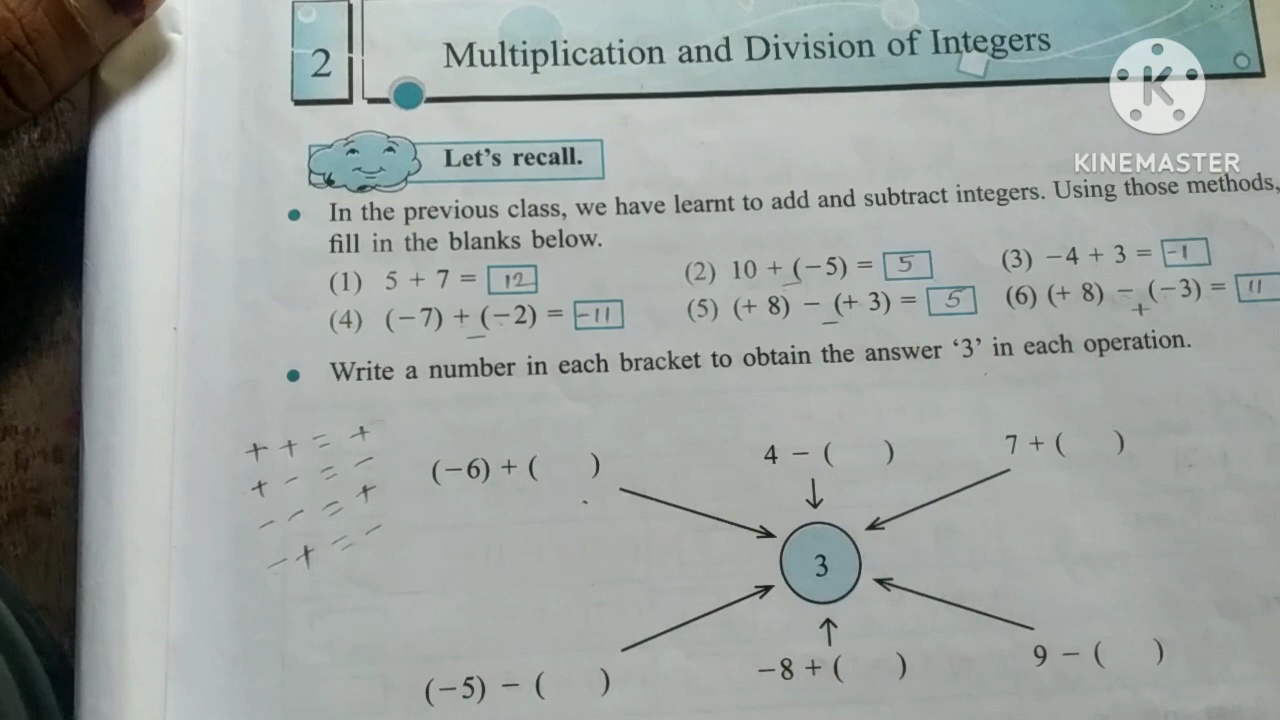 2 Multiplication and Division of Integers
K
KINEMASTER
Let's recall.
• In the previous class, we have learnt to add and subtract integers. Using those methods,
fill in the blanks below.
(1) 5 + 7 = 12 (2) 10 + (−5) = 5 (3) −4 + 3 = -1
(4) (−7) + (−2) = -11 (5) (+ 8) − (+ 3) = 5 (6) (+ 8) − (−3) = 11
• Write a number in each bracket to obtain the answer ‘3’ in each operation.
+ + = +
+ - = -
- - = +
- + = -
(−6) + ( ) 4 − ( ) 7 + ( )
3
(−5) − ( ) −8 + ( ) 9 − ( )